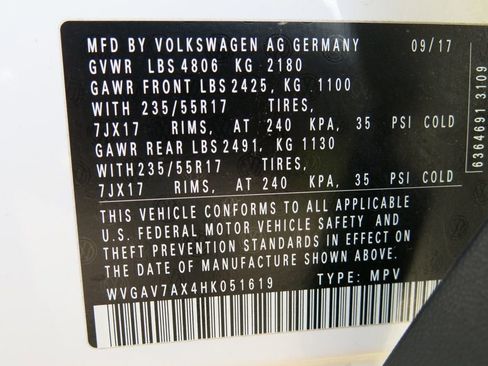 MFD BY VOLKSWAGEN AG GERMANY 09/17
GVWR LBS 4806 KG 2180
GAWR FRONT LBS 2425, KG 1100
WITH 235/55R17 TIRES,
7JX17 RIMS, AT 240 KPA, 35 PSI COLD
GAWR REAR LBS 2491, KG 1130
WITH235/55R17 TIRES,
7JX17 RIMS, AT 240 KPA, 35 PSI COLD
THIS VEHICLE CONFORMS TO ALL APPLICABLE
U.S. FEDERAL MOTOR VEHICLE SAFETY AND
THEFT PREVENTION STANDARDS IN EFFECT ON
THE DATE OF MANUFACTURE SHOWN ABOVE.
WVGAV7AX4HK051619 TYPE: MPV
6364691 3109